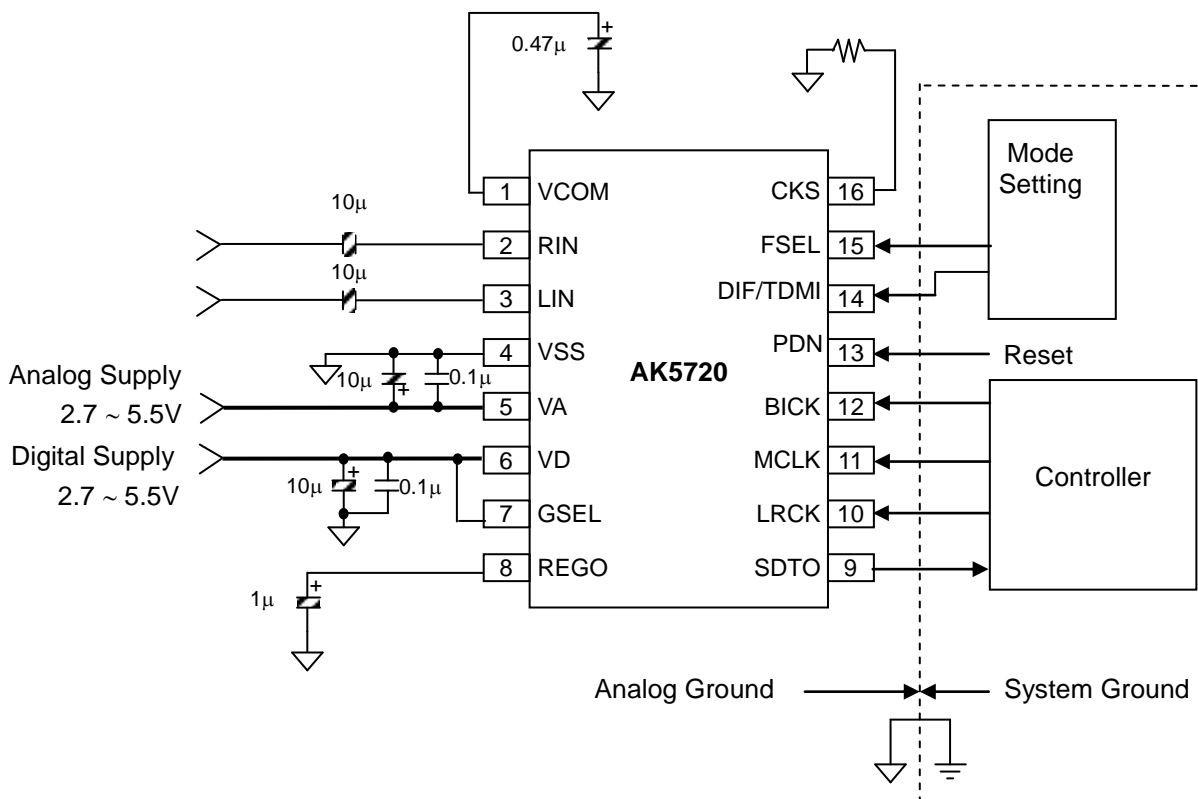 0.47μ
+
Mode
Setting
10μ
1
VCOM
CKS
16
2
RIN
FSEL
15
10μ
3
LIN
DIF/TDMI
14
4
VSS
PDN
13
Reset
Analog Supply
2.7 ~ 5.5V
10μ
+
0.1μ
AK5720
5
VA
BICK
12
Digital Supply
2.7 ~ 5.5V
6
VD
MCLK
11
Controller
10μ
+
0.1μ
7
GSEL
LRCK
10
8
REGO
SDTO
9
1μ
+
Analog Ground
System Ground